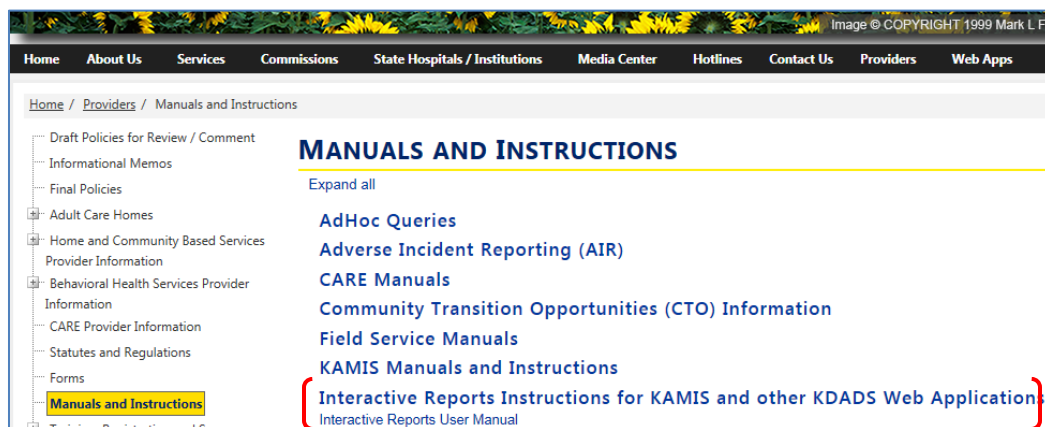 Image © COPYRIGHT 1999 Mark L F
Home About Us Services Commissions State Hospitals / Institutions Media Center Hotlines Contact Us Providers Web Apps
Home / Providers / Manuals and Instructions
Draft Policies for Review / Comment
Informational Memos
Final Policies
Adult Care Homes
Home and Community Based Services
Provider Information
Behavioral Health Services Provider
Information
CARE Provider Information
Statutes and Regulations
Forms
Manuals and Instructions
MANUALS AND INSTRUCTIONS
Expand all
AdHoc Queries
Adverse Incident Reporting (AIR)
CARE Manuals
Community Transition Opportunities (CTO) Information
Field Service Manuals
KAMIS Manuals and Instructions
Interactive Reports Instructions for KAMIS and other KDADS Web Applications
Interactive Reports User Manual